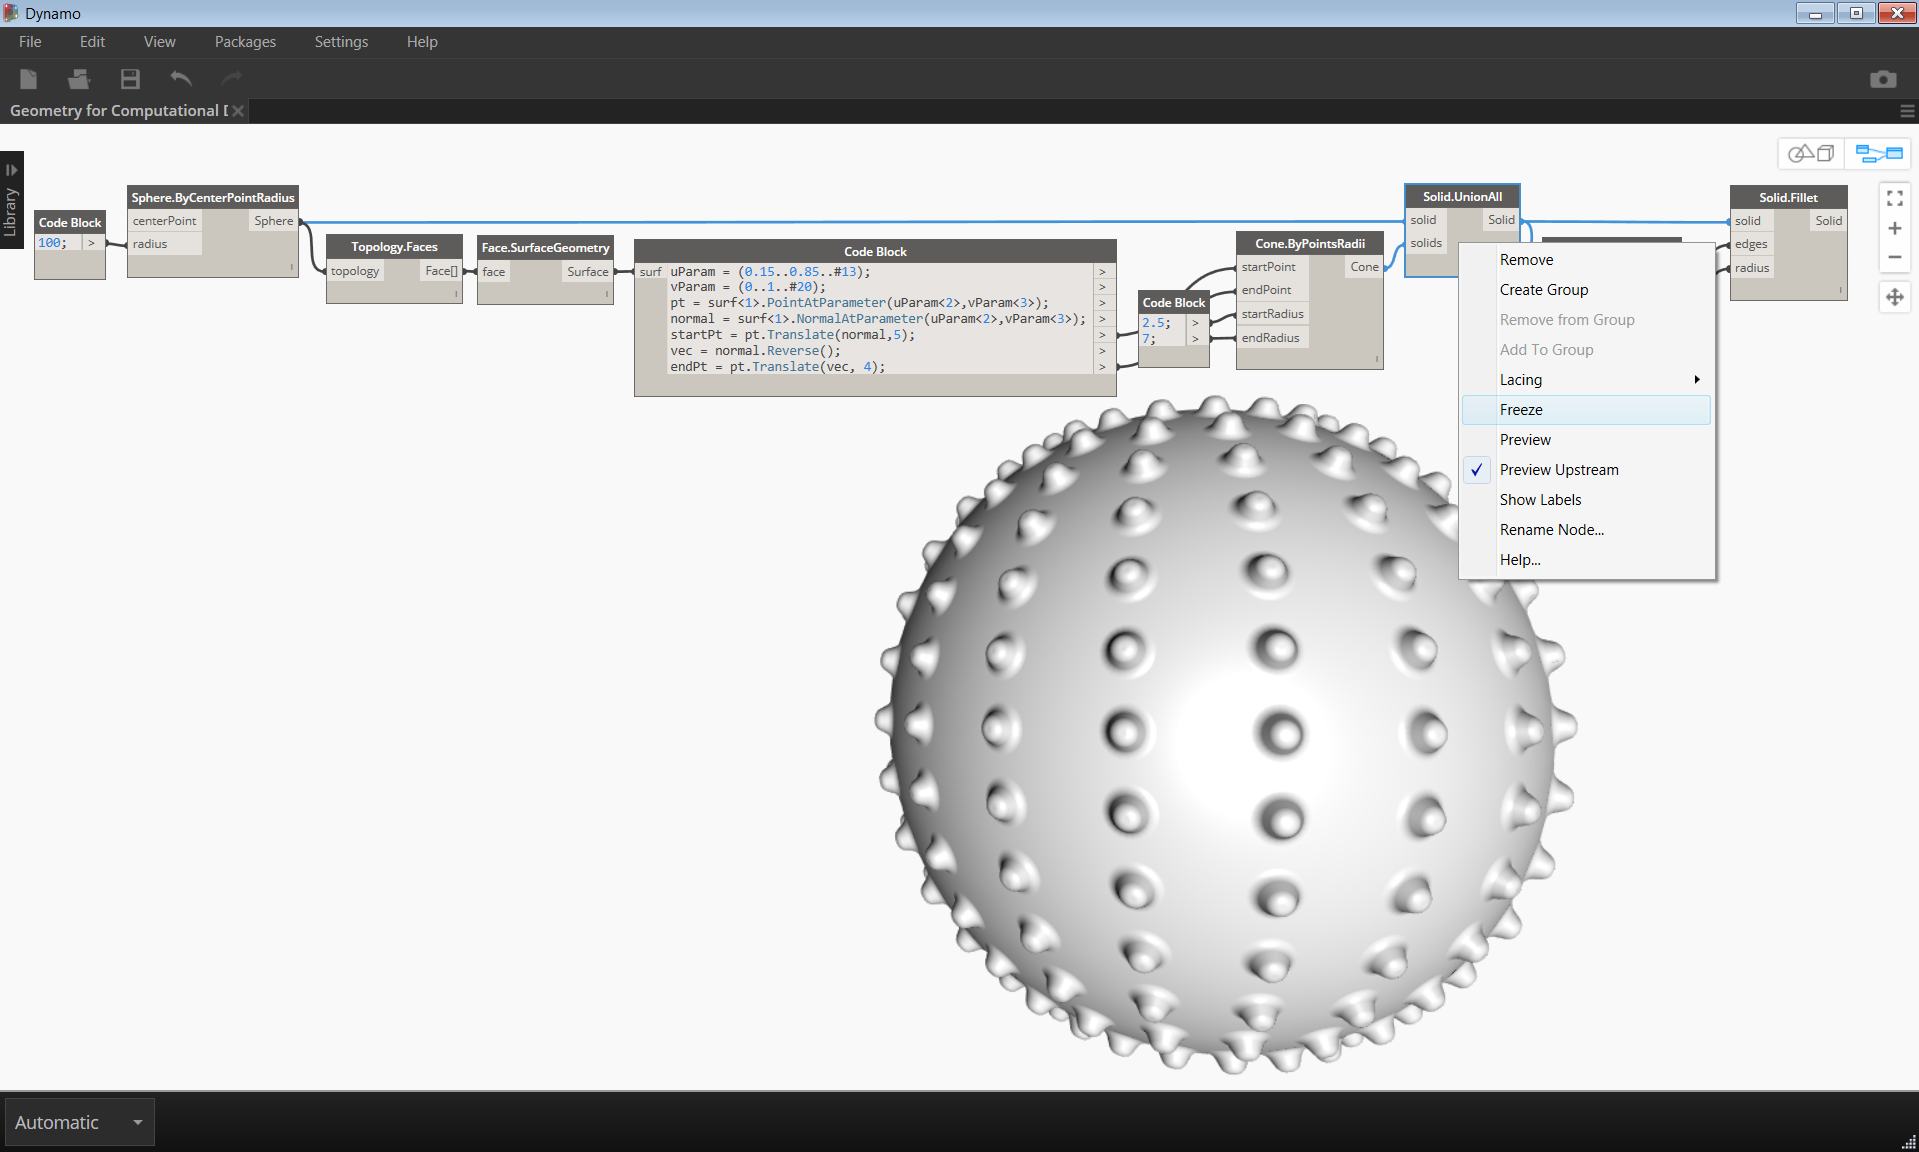 Dynamo
File Edit View Packages Settings Help
Geometry for Computational D
Library
Code Block
100; >
Sphere.ByCenterPointRadius
centerPoint Sphere
radius
Topology.Faces
topology Face[]
Face.SurfaceGeometry
face Surface
Code Block
surf uParam = (0.15..0.85..#13); >
vParam = (0..1..#20); >
pt = surf<1>.PointAtParameter(uParam<2>,vParam<3>); >
normal = surf<1>.NormalAtParameter(uParam<2>,vParam<3>); >
startPt = pt.Translate(normal,5); >
vec = normal.Reverse(); >
endPt = pt.Translate(vec, 4); >
Code Block
2.5; >
7; >
Cone.ByPointsRadii
startPoint Cone
endPoint
startRadius
endRadius
Solid.UnionAll
solid Solid
solids
Solid.Fillet
solid Solid
edges
radius
Remove
Create Group
Remove from Group
Add To Group
Lacing
Freeze
Preview
Preview Upstream
Show Labels
Rename Node...
Help...
Automatic